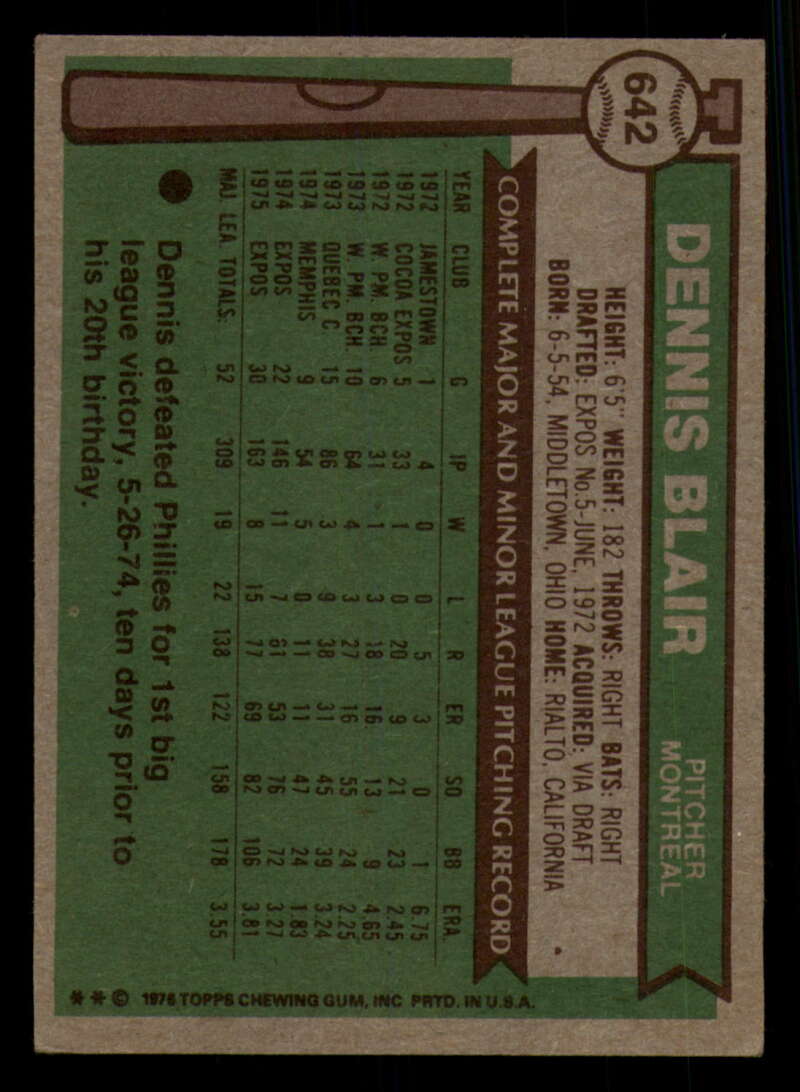 642
DENNIS BLAIR
PITCHER
MONTREAL
HEIGHT: 6'5" WEIGHT: 182 THROWS: RIGHT BATS: RIGHT
DRAFTED: EXPOS No.5-JUNE, 1972 ACQUIRED: VIA DRAFT
BORN: 6-5-54, MIDDLETOWN, OHIO HOME: RIALTO, CALIFORNIA
COMPLETE MAJOR AND MINOR LEAGUE PITCHING RECORD
YEAR CLUB G IP W L R ER SO BB ERA.
1972 JAMESTOWN 1 4 0 0 5 3 0 1 6.75
1972 COCOA EXPOS 5 33 1 0 20 9 21 23 2.45
1972 W. PM. BCH. 6 31 1 3 18 16 13 9 4.65
1973 W. PM. BCH. 10 64 4 3 27 16 55 24 2.25
1973 QUEBEC C 15 86 3 9 38 31 45 39 3.24
1974 MEMPHIS 9 54 5 0 11 11 47 24 1.83
1974 EXPOS 22 146 11 7 61 53 76 72 3.27
1975 EXPOS 30 163 8 15 77 69 82 106 3.81
MAJ. LEA. TOTALS: 52 309 19 22 138 122 158 178 3.55
Dennis defeated Phillies for 1st big
league victory, 5-26-74, ten days prior to
his 20th birthday.
**© 1976 TOPPS CHEWING GUM, INC PRTD. IN U.S.A.